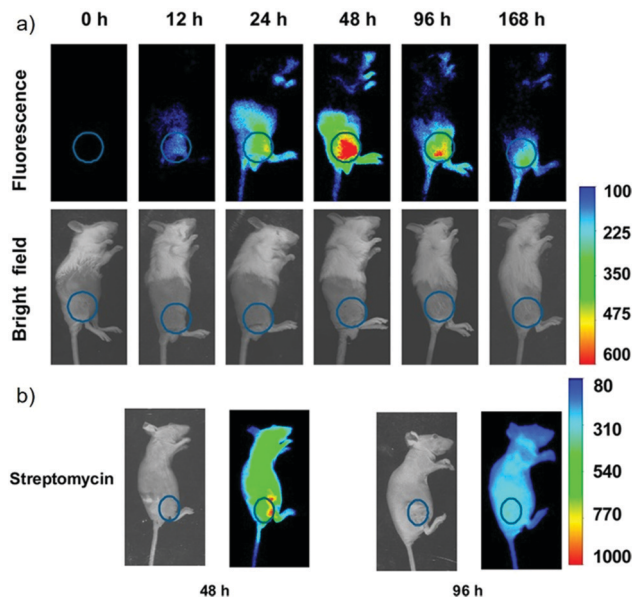 a)
0 h 12 h 24 h 48 h 96 h 168 h
Fluorescence
Bright field
100
225
350
475
600
b)
Streptomycin
80
310
540
770
1000
48 h 96 h